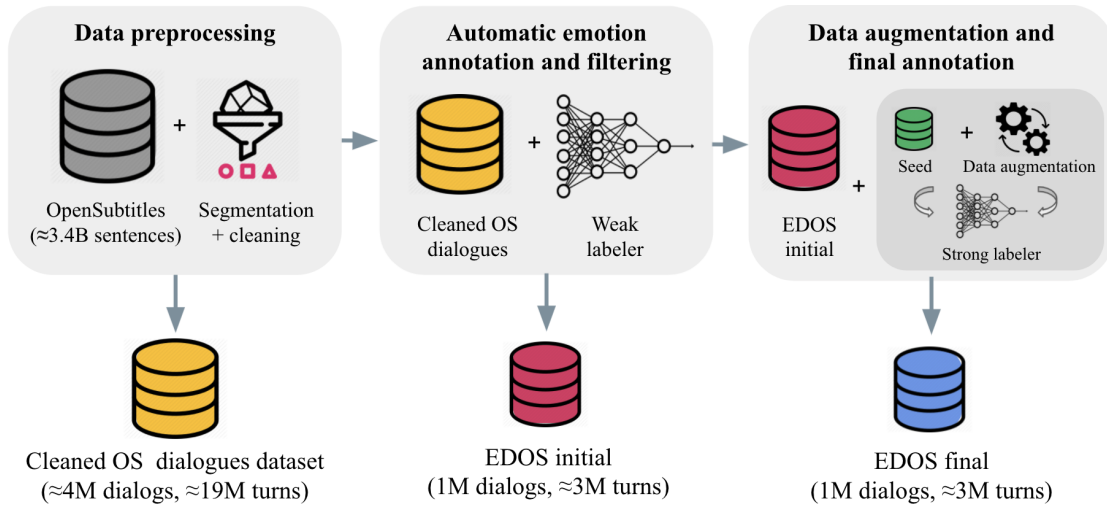 Data preprocessing
+
OpenSubtitles
(≈3.4B sentences)
Segmentation
+ cleaning
Automatic emotion
annotation and filtering
+
Cleaned OS
dialogues
Weak
labeler
Data augmentation and
final annotation
EDOS
initial
+
Seed
+
Data augmentation
Strong labeler
Cleaned OS dialogues dataset
(≈4M dialogs, ≈19M turns)
EDOS initial
(1M dialogs, ≈3M turns)
EDOS final
(1M dialogs, ≈3M turns)